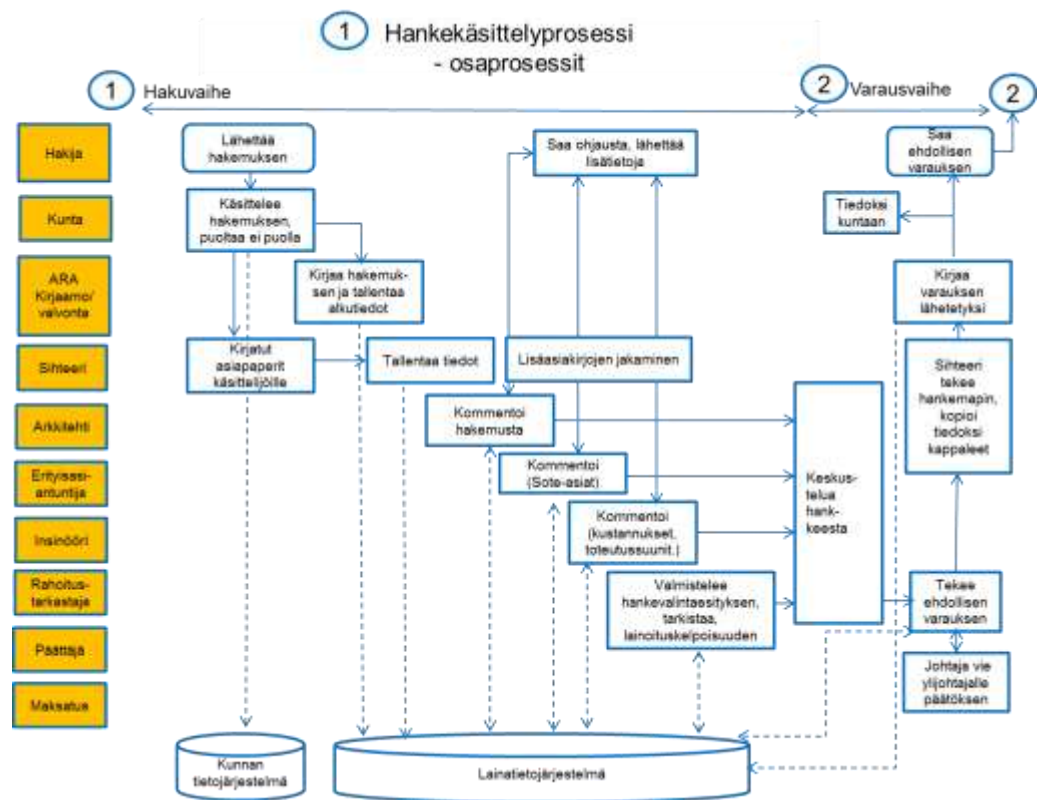 1
Hankekäsittelyprosessi
- osaprosessit
2
1
Hakuvaihe
2
Varausvaihe
2
Hakija
Lähettää
hakemuksen
Saa ohjausta, lähettää
lisätietoja
Saa
ehdollisen
varauksen
Kunta
Käsittelee
hakemuksen,
puoltaa ei puolla
Tiedoksi
kuntaan
ARA
Kirjaamo/
valvonta
Kirjaa hakemuk-
sen ja tallentaa
alkutiedot
Kirjaa
varauksen
lähetetyksi
Sihteeri
Kirjatut
asiapaperit
käsittelijöille
Tallentaa tiedot
Lisäasiakirjojen jakaminen
Sihteeri
tekee
hankemapin,
kopioi
tiedoksi
kappaleet
Arkkitehti
Kommentoi
hakemusta
Erityisasi-
antuntija
Kommentoi
(Sote-asiat)
Keskus-
telua
hank-
keesta
Insinööri
Kommentoi
(kustannukset,
toteutussuunit.)
Rahoitus-
tarkastaja
Valmistelee
hankevalintaesityksen,
tarkistaa,
lainoituskelpoisuuden
Tekee
ehdollisen
varauksen
Päättäjä
Johtaja vie
ylijohtajalle
päätöksen
Maksatus
Kunnan
tietojärjestelmä
Lainatietojärjestelmä